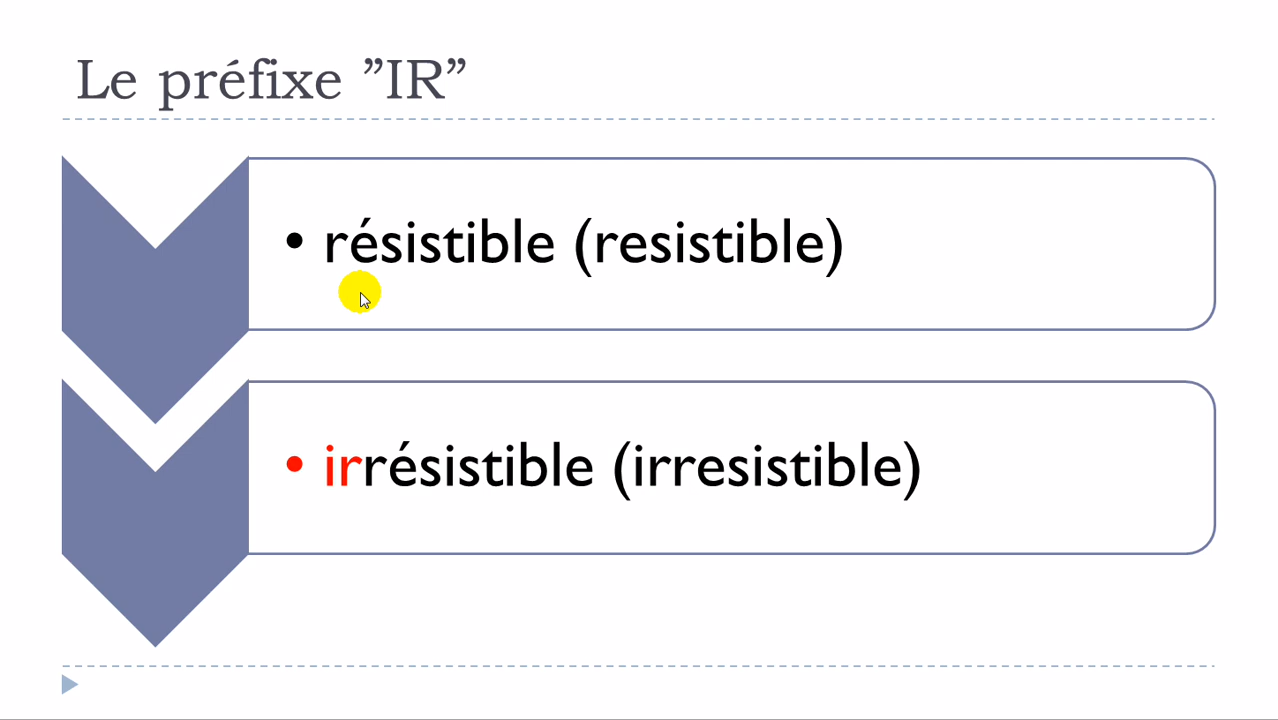 Le préfixe ”IR”
• résistible (resistible)
• irrésistible (irresistible)